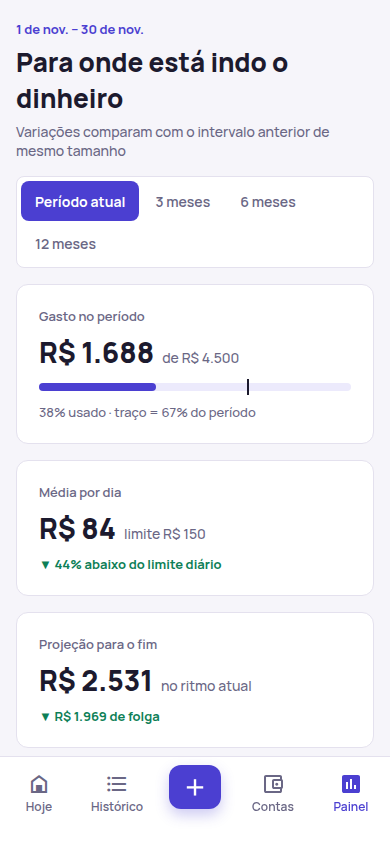 1 de nov. – 30 de nov.
Para onde está indo o
dinheiro
Variações comparam com o intervalo anterior de
mesmo tamanho
Período atual 3 meses 6 meses
12 meses
Gasto no período
R$ 1.688 de R$ 4.500
38% usado · traço = 67% do período
Média por dia
R$ 84 limite R$ 150
▼ 44% abaixo do limite diário
Projeção para o fim
R$ 2.531 no ritmo atual
▼ R$ 1.969 de folga
Hoje Histórico Contas Painel